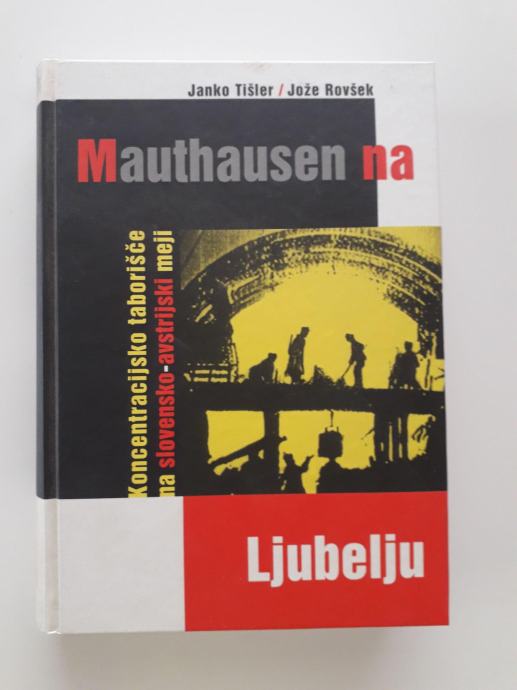 Janko Tišler / Jože Rovšek
Mauthausen na
Koncentracijsko taborišče
na slovensko-avstrijski meji
Ljubelju